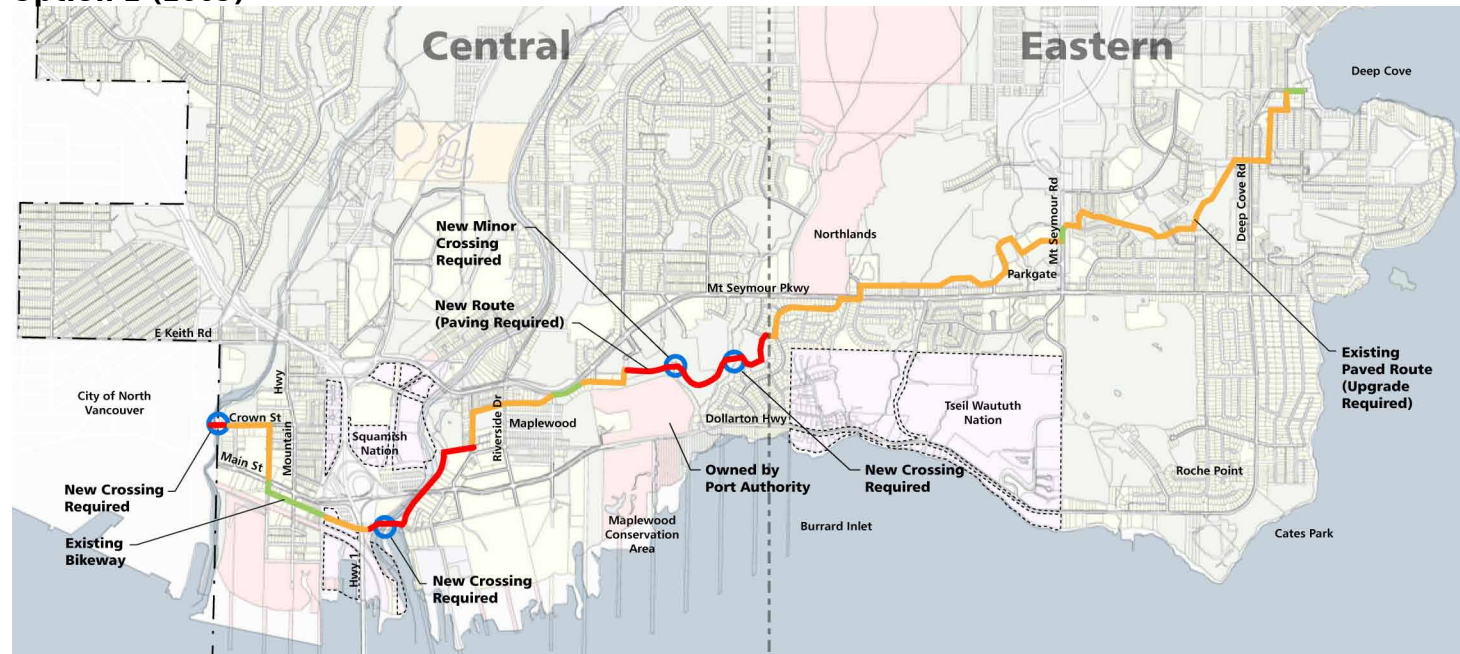 Central
Eastern
Deep Cove
New Minor
Crossing
Required
Northlands
Mt Seymour Rd
Deep Cove Rd
Parkgate
Mt Seymour Pkwy
New Route
(Paving Required)
E Keith Rd
Existing
Paved Route
(Upgrade
Required)
City of North
Vancouver
Crown St
Mountain
Hwy
Squamish
Nation
Riverside Dr
Maplewood
Dollarton Hwy
Tseil Waututh
Nation
Main St
New Crossing
Required
Owned by
Port Authority
New Crossing
Required
Roche Point
Existing
Bikeway
Maplewood
Conservation
Area
Burrard Inlet
Cates Park
Hwy 1
New Crossing
Required